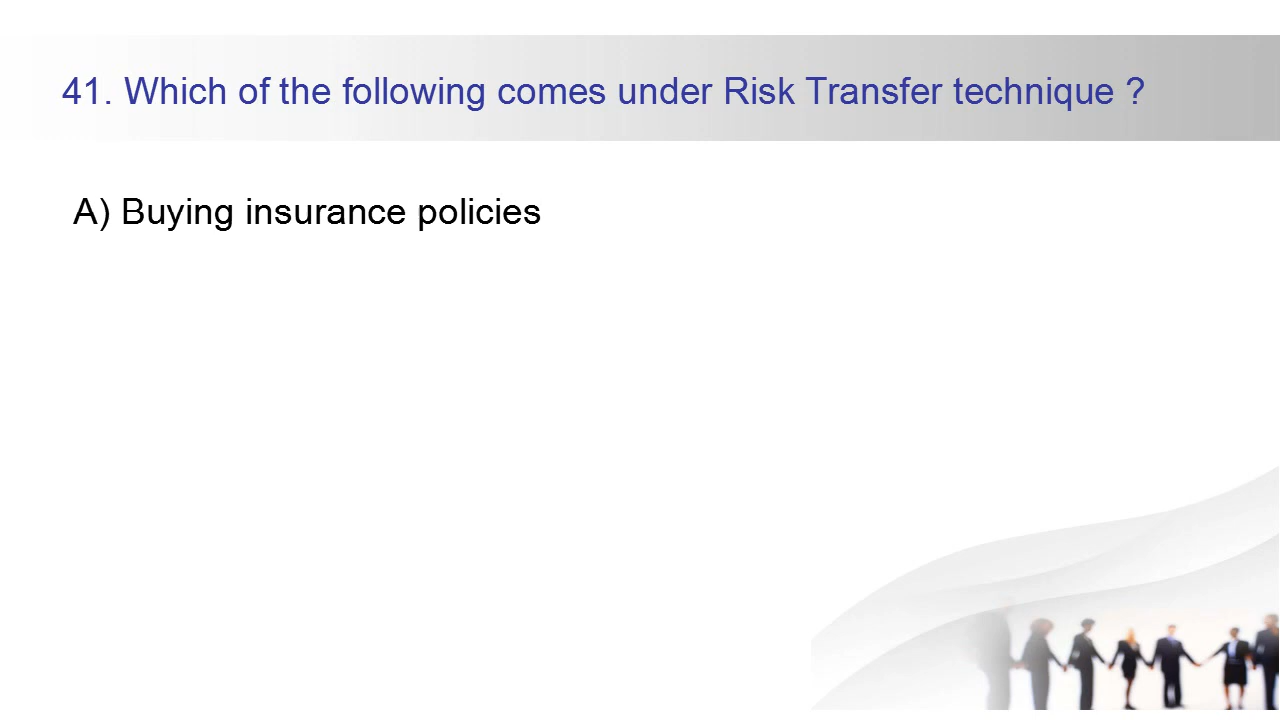 41. Which of the following comes under Risk Transfer technique ?
A) Buying insurance policies